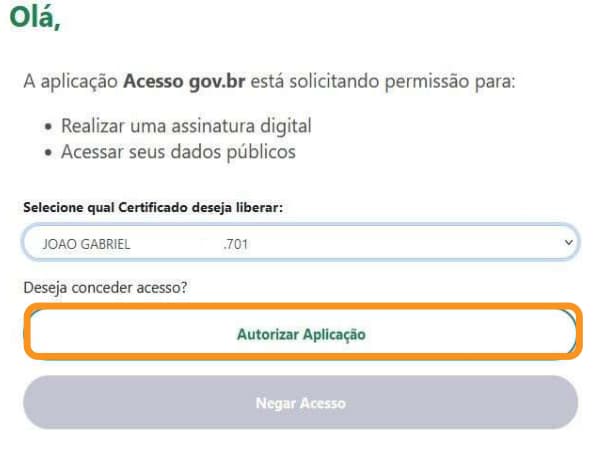 Olá,
A aplicação Acesso gov.br está solicitando permissão para:
• Realizar uma assinatura digital
• Acessar seus dados públicos
Selecione qual Certificado deseja liberar:
JOAO GABRIEL .701
Deseja conceder acesso?
Autorizar Aplicação
Negar Acesso